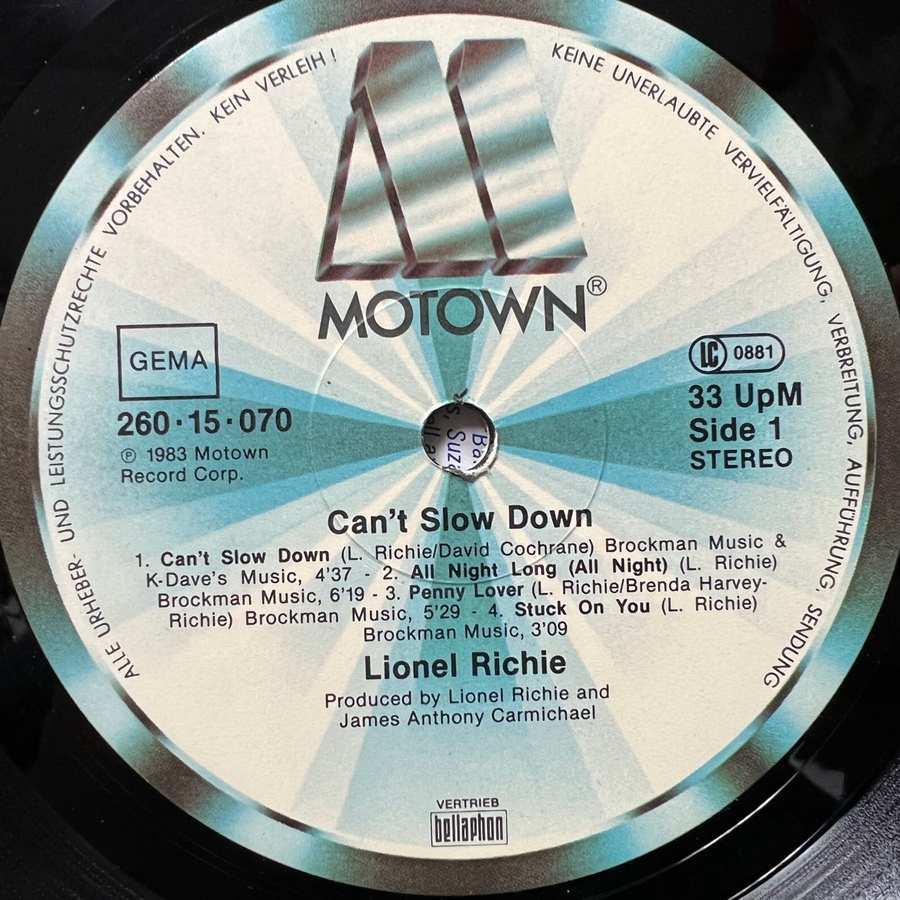 ALLE URHEBER- UND LEISTUNGSSCHUTZRECHTE VORBEHALTEN. KEIN VERLEIH!
KEINE UNERLAUBTE VERVIELFÄLTIGUNG, VERBREITUNG, AUFFÜHRUNG, SENDUNG
MOTOWN®
GEMA
260·15·070
℗ 1983 Motown
Record Corp.
LC 0881
33 UpM
Side 1
STEREO
Can't Slow Down
1. Can't Slow Down (L. Richie/David Cochrane) Brockman Music &
K-Dave's Music, 4'37 - 2. All Night Long (All Night) (L. Richie)
Brockman Music, 6'19 - 3. Penny Lover (L. Richie/Brenda Harvey-
Richie) Brockman Music, 5'29 - 4. Stuck On You (L. Richie)
Brockman Music, 3'09
Lionel Richie
Produced by Lionel Richie and
James Anthony Carmichael
VERTRIEB
bellaphon